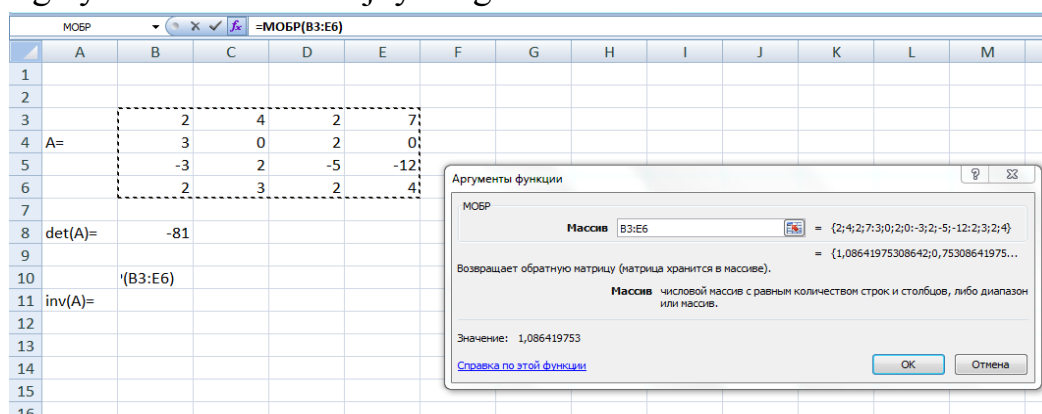 МОБР =МОБР(B3:E6)
A B C D E F G H I J K L M
1
2
3 2 4 2 7
4 A= 3 0 2 0
5 -3 2 -5 -12
6 2 3 2 4
7
8 det(A)= -81
9
10 '(B3:E6)
11 inv(A)=
12
13
14
15
Аргументы функции
МОБР
Массив B3:E6 = {2;4;2;7:3;0;2;0:-3;2;-5;-12:2;3;2;4}
= {1,08641975308642;0,75308641975...
Возвращает обратную матрицу (матрица хранится в массиве).
Массив числовой массив с равным количеством строк и столбцов, либо диапазон
или массив.
Значение: 1,086419753
Справка по этой функции
ОК Отмена